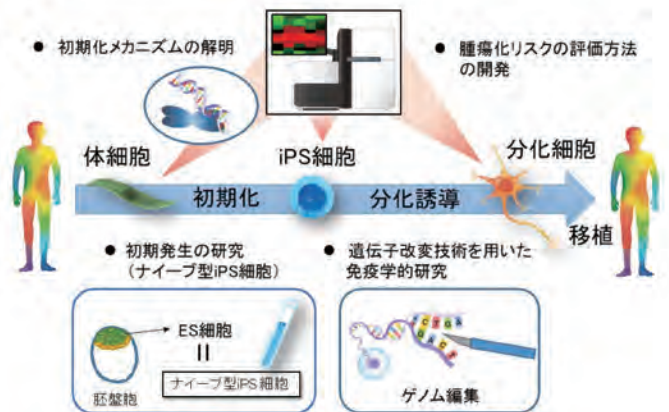 ● 初期化メカニズムの解明
● 腫瘍化リスクの評価方法
の開発
体細胞
iPS細胞
分化細胞
初期化
分化誘導
移植
● 初期発生の研究
（ナイーブ型iPS細胞）
● 遺伝子改変技術を用いた
免疫学的研究
ES細胞
=
ナイーブ型iPS細胞
胚盤胞
ゲノム編集